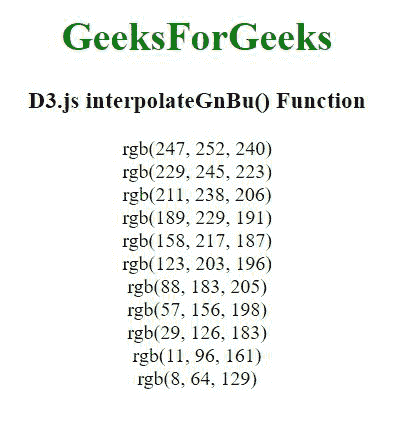 GeeksForGeeks
D3.js interpolateGnBu() Function
rgb(247, 252, 240)
rgb(229, 245, 223)
rgb(211, 238, 206)
rgb(189, 229, 191)
rgb(158, 217, 187)
rgb(123, 203, 196)
rgb(88, 183, 205)
rgb(57, 156, 198)
rgb(29, 126, 183)
rgb(11, 96, 161)
rgb(8, 64, 129)